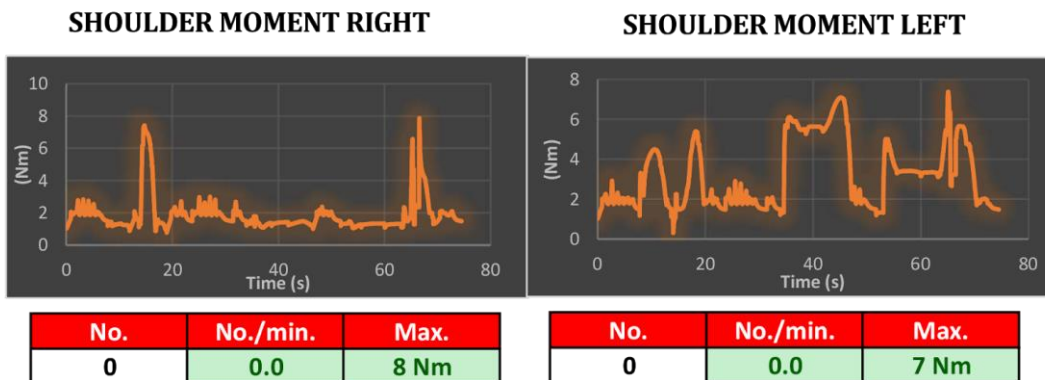 SHOULDER MOMENT RIGHT
10
8
6
4
2
0
(Nm)
0 20 40 60 80
Time (s)
No. No./min. Max.
0 0.0 8 Nm
SHOULDER MOMENT LEFT
8
6
4
2
0
(Nm)
0 20 40 60 80
Time (s)
No. No./min. Max.
0 0.0 7 Nm